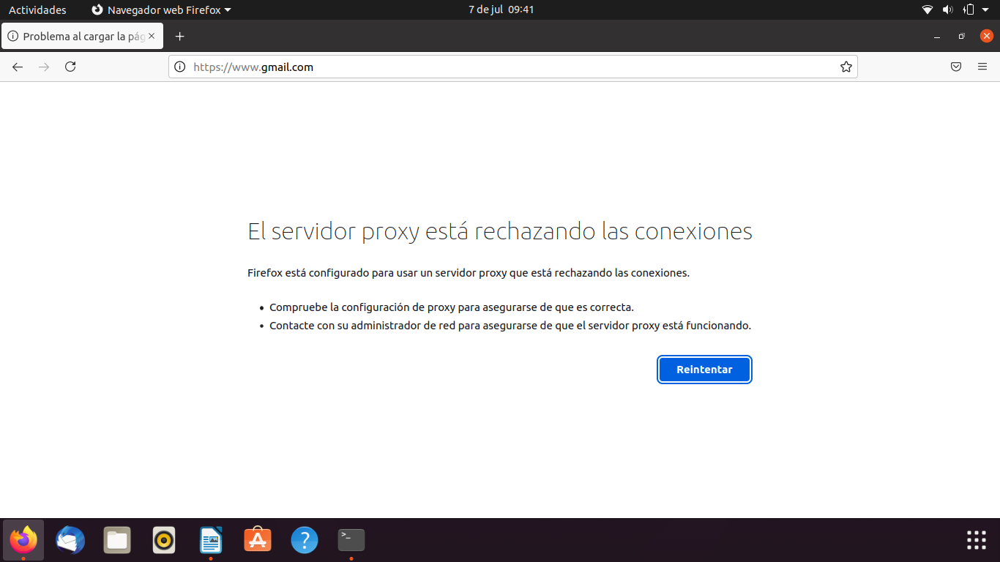 Actividades
Navegador web Firefox
7 de jul 09:41
Problema al cargar la pág
https://www.gmail.com
El servidor proxy está rechazando las conexiones
Firefox está configurado para usar un servidor proxy que está rechazando las conexiones.
• Compruebe la configuración de proxy para asegurarse de que es correcta.
• Contacte con su administrador de red para asegurarse de que el servidor proxy está funcionando.
Reintentar